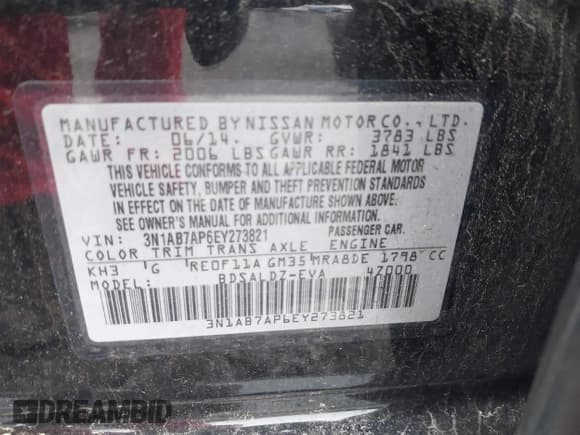 MANUFACTURED BY NISSAN MOTOR CO., LTD.
DATE: 06/14. GVWR: 3783 LBS
GAWR FR: 2006 LBS GAWR RR: 1841 LBS
THIS VEHICLE CONFORMS TO ALL APPLICABLE FEDERAL MOTOR
VEHICLE SAFETY, BUMPER AND THEFT PREVENTION STANDARDS
IN EFFECT ON THE DATE OF MANUFACTURE SHOWN ABOVE.
SEE OWNER'S MANUAL FOR ADDITIONAL INFORMATION
VIN: 3N1AB7AP6EY273821 PASSENGER CAR.
COLOR TRIM TRANS AXLE ENGINE
KH3 G RE0F11A GM35 MRA8DE 1798 CC
MODEL: BDSALDZ-EVA 4Z000
3N1AB7AP6EY273821
DREAMBID